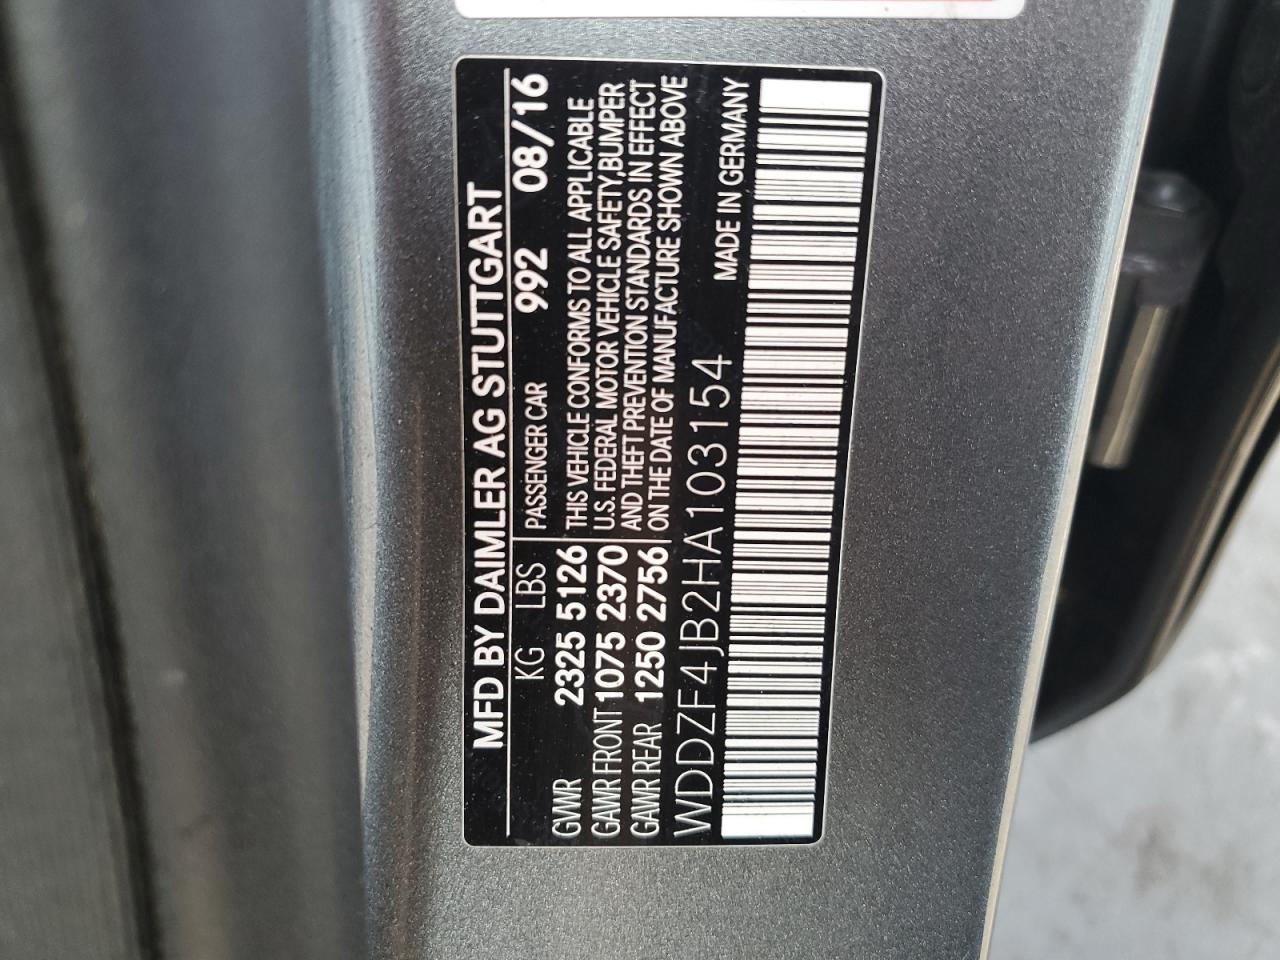 MFD BY DAIMLER AG STUTTGART
KG LBS PASSENGER CAR 992 08/16
GVWR 2325 5126 THIS VEHICLE CONFORMS TO ALL APPLICABLE
GAWR FRONT 1075 2370 U.S. FEDERAL MOTOR VEHICLE SAFETY, BUMPER
GAWR REAR 1250 2756 AND THEFT PREVENTION STANDARDS IN EFFECT
ON THE DATE OF MANUFACTURE SHOWN ABOVE
WDDZF4JB2HA103154 MADE IN GERMANY